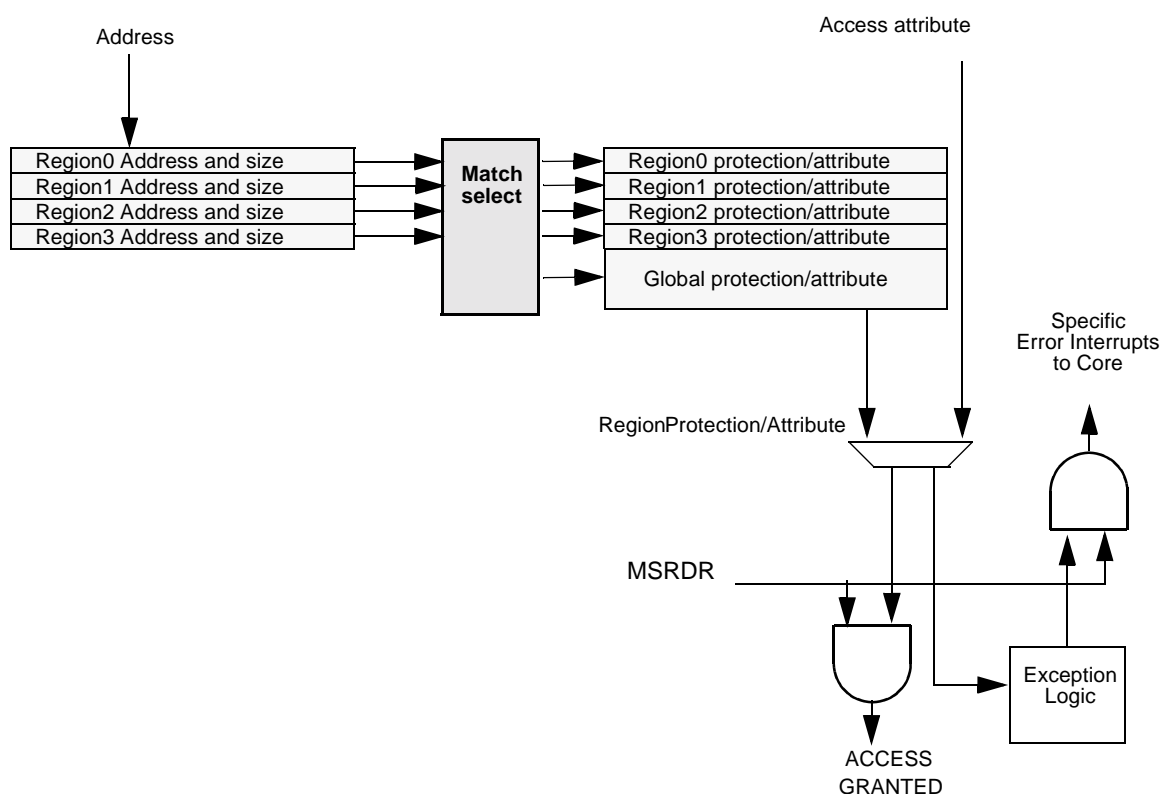 Address
Access attribute
Region0 Address and size
Region1 Address and size
Region2 Address and size
Region3 Address and size
Match
select
Region0 protection/attribute
Region1 protection/attribute
Region2 protection/attribute
Region3 protection/attribute
Global protection/attribute
Specific
Error Interrupts
to Core
RegionProtection/Attribute
MSRDR
Exception
Logic
ACCESS
GRANTED